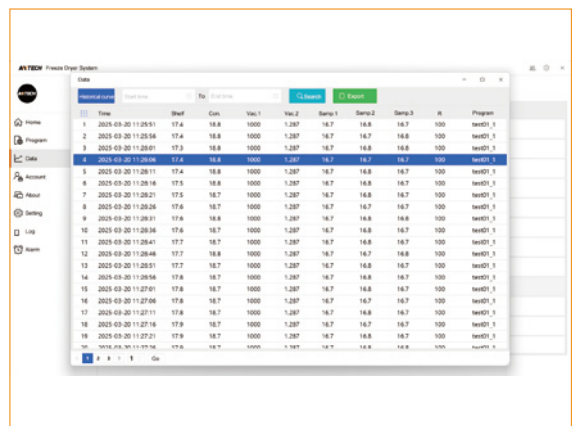 MNTECH Freeze Dryer System
Data
Historical curve Start time To End time Search Export
Time Shelf Con. Vac.1 Vac.2 Samp.1 Samp.2 Samp.3 R Program
1 2025-03-20 11:25:51 17.4 18.8 1000 1.287 16.7 16.8 16.7 100 test01_1
2 2025-03-20 11:25:56 17.4 18.8 1000 1.287 16.7 16.7 16.8 100 test01_1
3 2025-03-20 11:26:01 17.3 18.8 1000 1.287 16.7 16.8 16.7 100 test01_1
4 2025-03-20 11:26:06 17.4 18.8 1000 1.287 16.7 16.7 16.7 100 test01_1
5 2025-03-20 11:26:11 17.4 18.8 1000 1.287 16.7 16.8 16.7 100 test01_1
6 2025-03-20 11:26:16 17.5 18.8 1000 1.287 16.7 16.8 16.8 100 test01_1
7 2025-03-20 11:26:21 17.5 18.7 1000 1.287 16.7 16.8 16.7 100 test01_1
8 2025-03-20 11:26:26 17.6 18.7 1000 1.287 16.7 16.7 16.7 100 test01_1
9 2025-03-20 11:26:31 17.6 18.8 1000 1.287 16.7 16.8 16.8 100 test01_1
10 2025-03-20 11:26:36 17.6 18.7 1000 1.287 16.7 16.8 16.7 100 test01_1
11 2025-03-20 11:26:41 17.7 18.7 1000 1.287 16.7 16.8 16.7 100 test01_1
12 2025-03-20 11:26:46 17.7 18.8 1000 1.287 16.7 16.7 16.8 100 test01_1
13 2025-03-20 11:26:51 17.7 18.7 1000 1.287 16.7 16.8 16.7 100 test01_1
14 2025-03-20 11:26:56 17.8 18.7 1000 1.287 16.7 16.8 16.8 100 test01_1
15 2025-03-20 11:27:01 17.8 18.7 1000 1.287 16.7 16.8 16.7 100 test01_1
16 2025-03-20 11:27:06 17.8 18.7 1000 1.287 16.7 16.7 16.7 100 test01_1
17 2025-03-20 11:27:11 17.8 18.7 1000 1.287 16.7 16.8 16.7 100 test01_1
18 2025-03-20 11:27:16 17.9 18.7 1000 1.287 16.7 16.7 16.7 100 test01_1
19 2025-03-20 11:27:21 17.9 18.7 1000 1.287 16.7 16.8 16.7 100 test01_1
1 2 3 > 1 Go
Home
Program
Data
Account
About
Setting
Log
Alarm